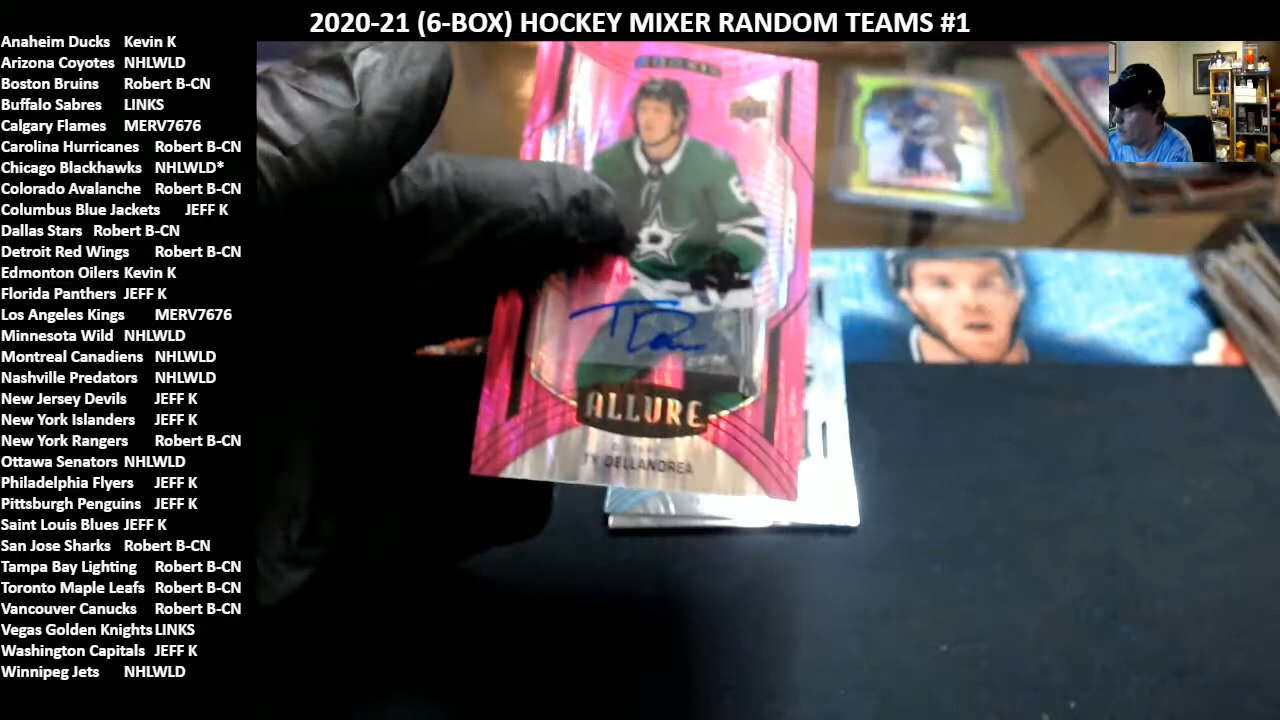 2020-21 (6-BOX) HOCKEY MIXER RANDOM TEAMS #1
Anaheim Ducks Kevin K
Arizona Coyotes NHLWLD
Boston Bruins Robert B-CN
Buffalo Sabres LINKS
Calgary Flames MERV7676
Carolina Hurricanes Robert B-CN
Chicago Blackhawks NHLWLD*
Colorado Avalanche Robert B-CN
Columbus Blue Jackets JEFF K
Dallas Stars Robert B-CN
Detroit Red Wings Robert B-CN
Edmonton Oilers Kevin K
Florida Panthers JEFF K
Los Angeles Kings MERV7676
Minnesota Wild NHLWLD
Montreal Canadiens NHLWLD
Nashville Predators NHLWLD
New Jersey Devils JEFF K
New York Islanders JEFF K
New York Rangers Robert B-CN
Ottawa Senators NHLWLD
Philadelphia Flyers JEFF K
Pittsburgh Penguins JEFF K
Saint Louis Blues JEFF K
San Jose Sharks Robert B-CN
Tampa Bay Lighting Robert B-CN
Toronto Maple Leafs Robert B-CN
Vancouver Canucks Robert B-CN
Vegas Golden Knights LINKS
Washington Capitals JEFF K
Winnipeg Jets NHLWLD
ALLURE
TY DELLANDREA